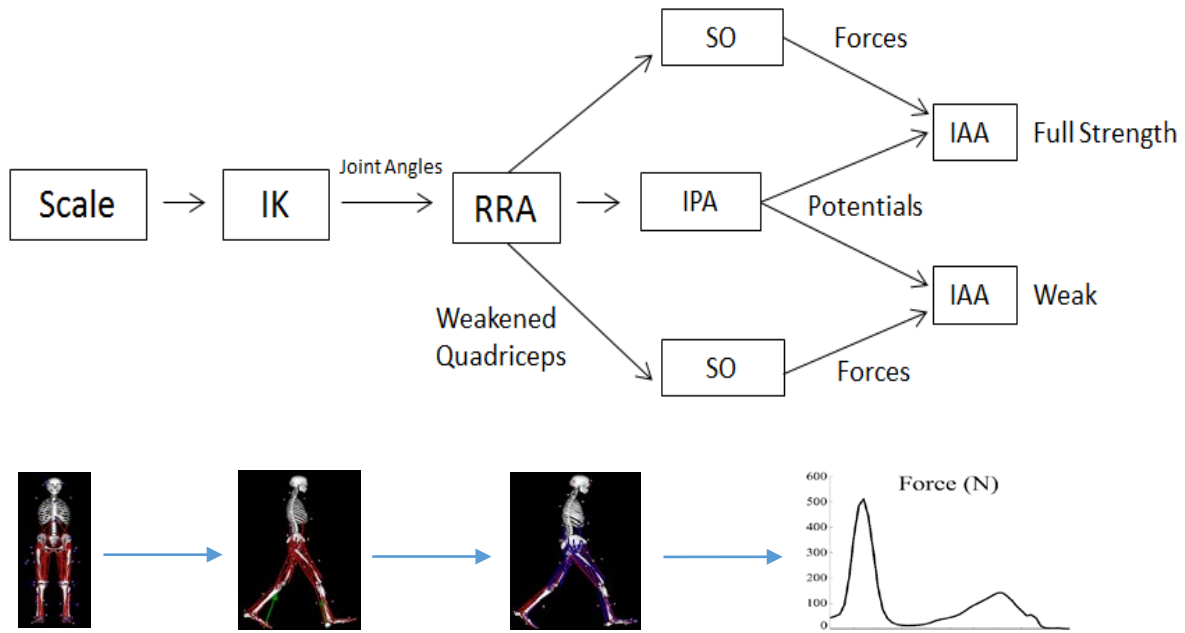 SO
Forces
IAA
Full Strength
Joint Angles
Scale
IK
RRA
IPA
Potentials
IAA
Weak
Weakened
Quadriceps
SO
Forces
600
Force (N)
500
400
300
200
100
0